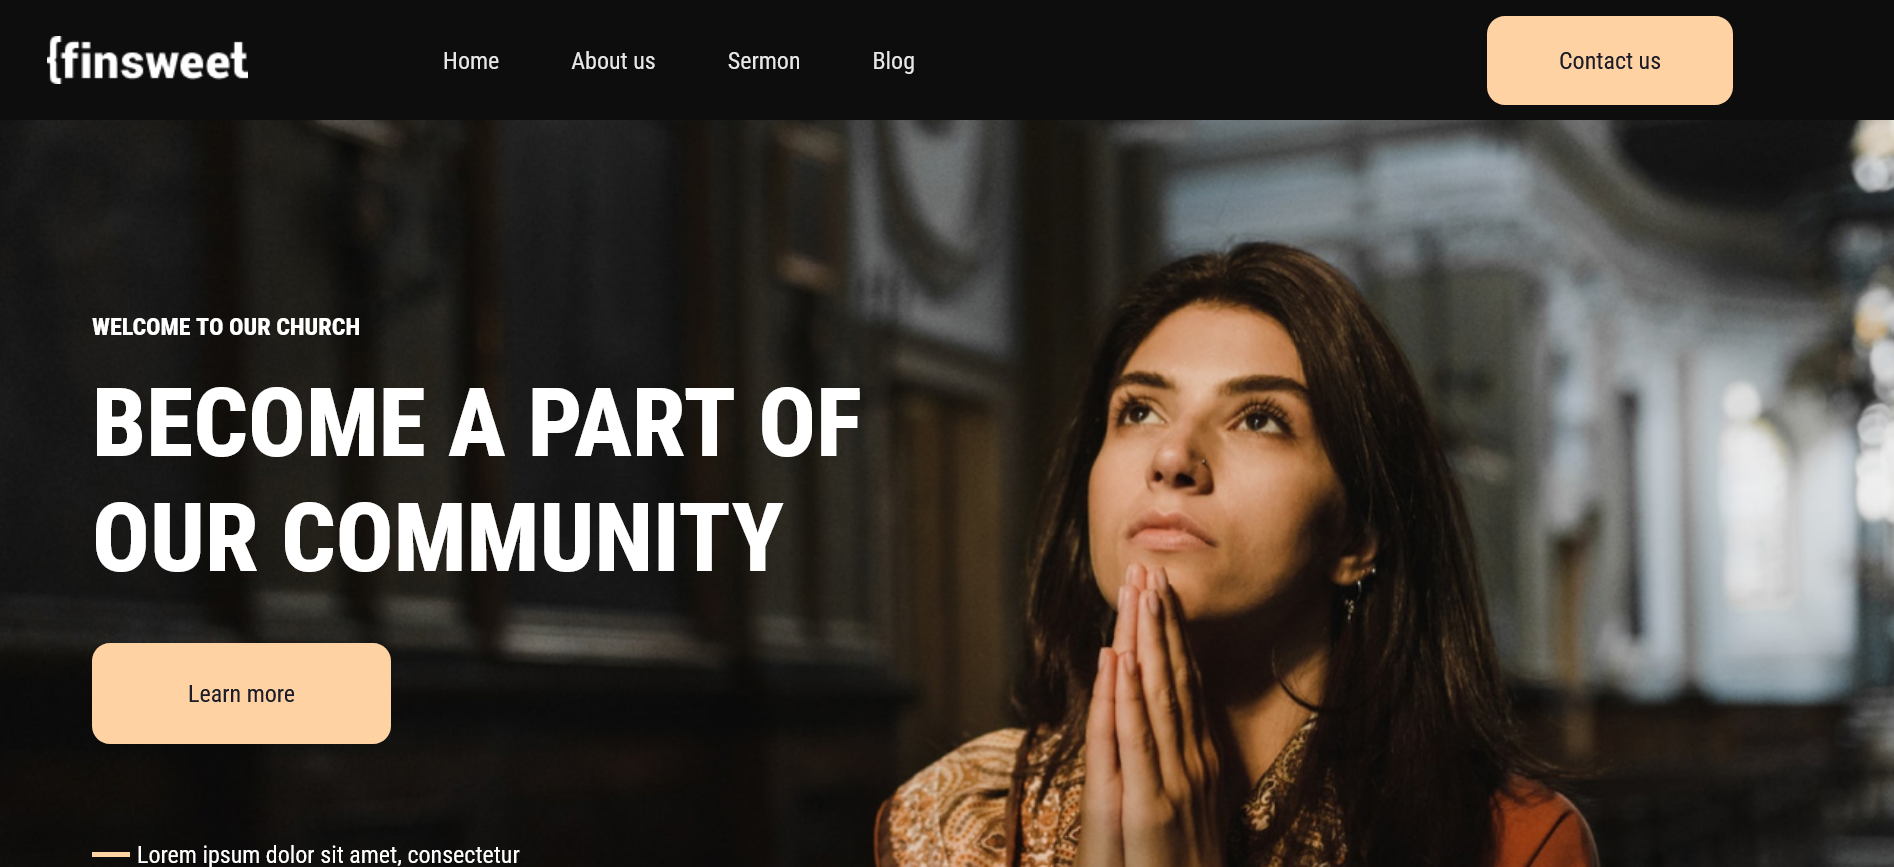 {finsweet
Home
About us
Sermon
Blog
Contact us
WELCOME TO OUR CHURCH
BECOME A PART OF
OUR COMMUNITY
Learn more
Lorem ipsum dolor sit amet, consectetur